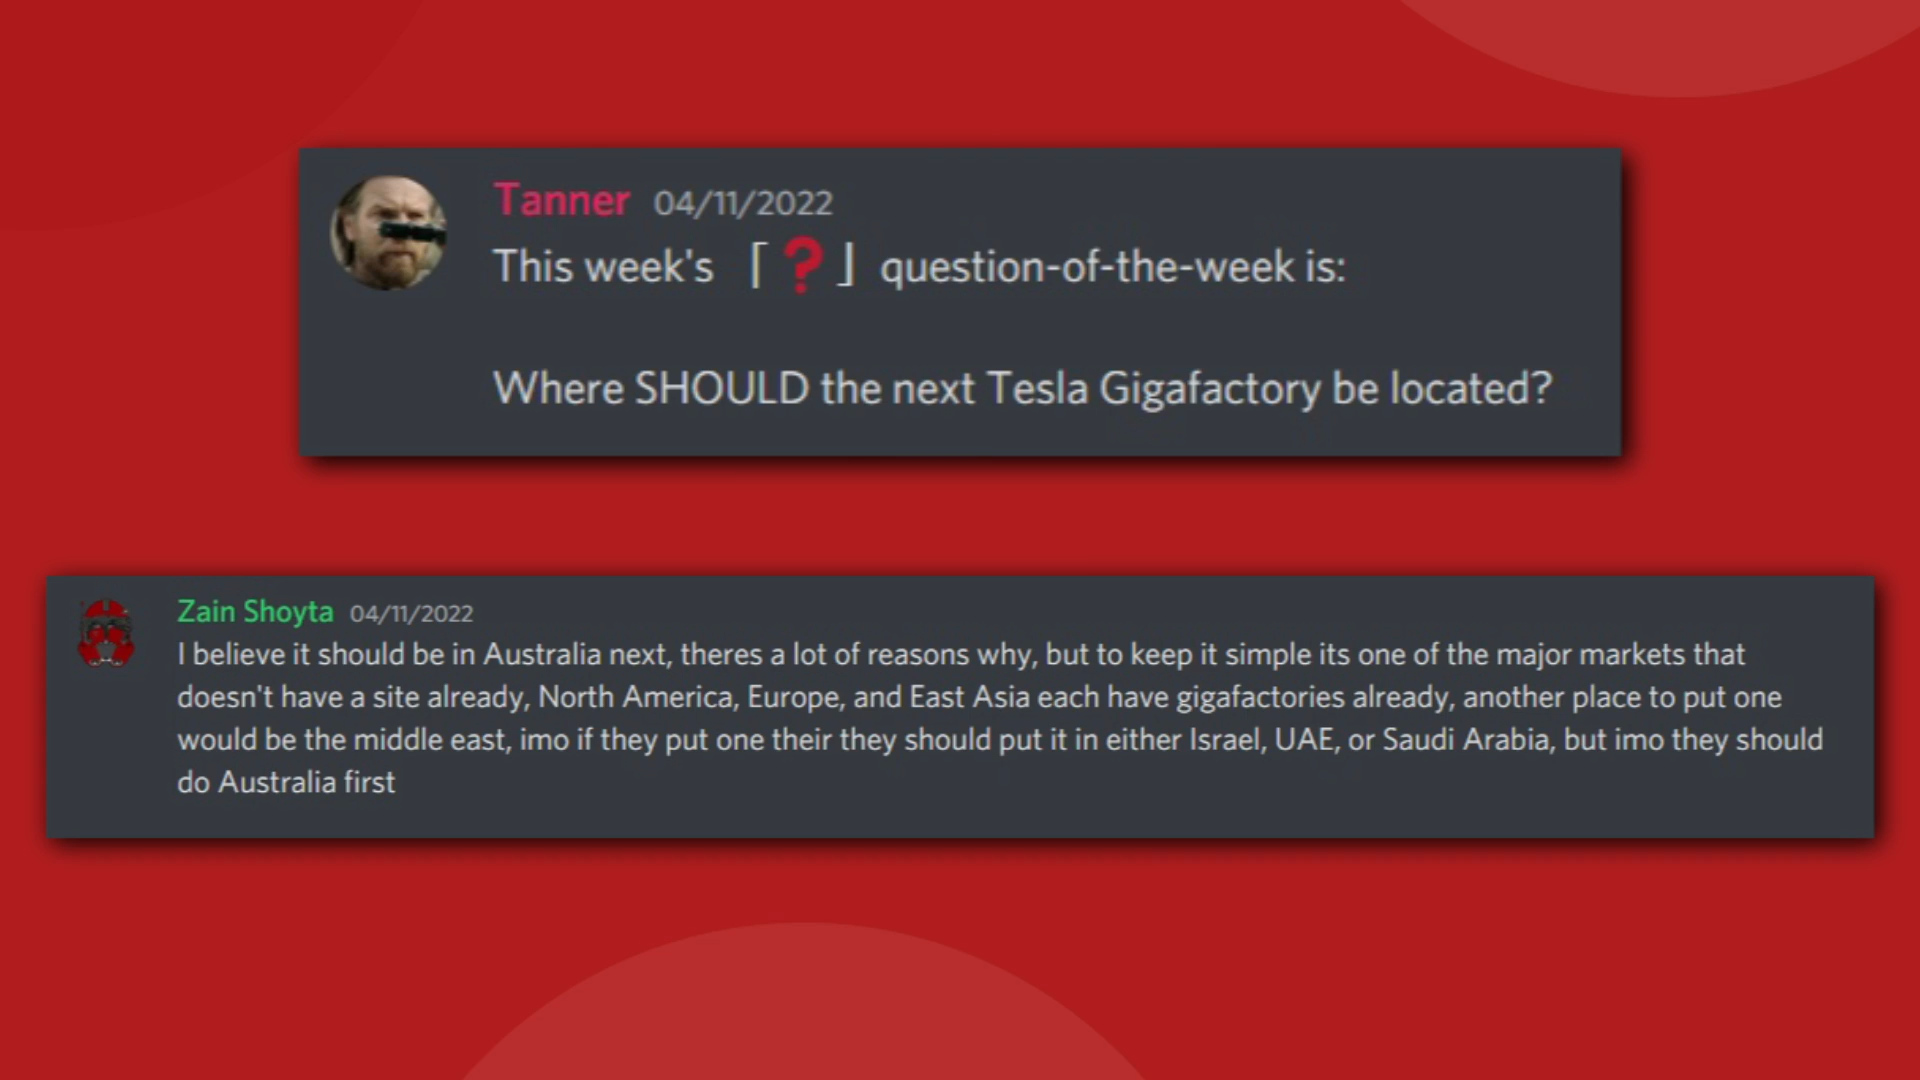 Tanner 04/11/2022
This week's ⌈❓⌋ question-of-the-week is:
Where SHOULD the next Tesla Gigafactory be located?
Zain Shoyta 04/11/2022
I believe it should be in Australia next, theres a lot of reasons why, but to keep it simple its one of the major markets that
doesn't have a site already, North America, Europe, and East Asia each have gigafactories already, another place to put one
would be the middle east, imo if they put one their they should put it in either Israel, UAE, or Saudi Arabia, but imo they should
do Australia first